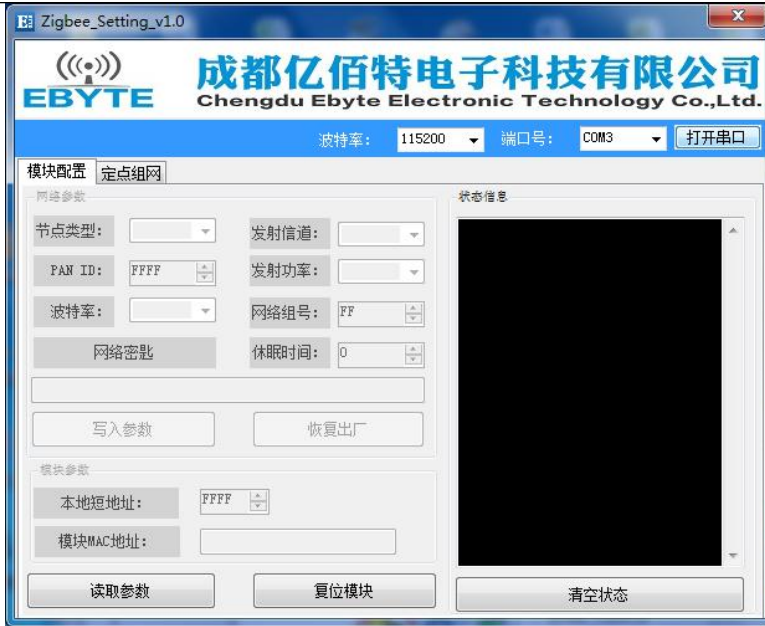 Zigbee_Setting_v1.0
EBYTE
成都亿佰特电子科技有限公司
Chengdu Ebyte Electronic Technology Co.,Ltd.
波特率: 115200 端口号: COM3 打开串口
模块配置 定点组网
网络参数
节点类型: 发射信道:
PAN ID: FFFF 发射功率:
波特率: 网络组号: FF
网络密匙 休眠时间: 0
写入参数 恢复出厂
模块参数
本地短地址: FFFF
模块MAC地址:
读取参数 复位模块
状态信息
清空状态